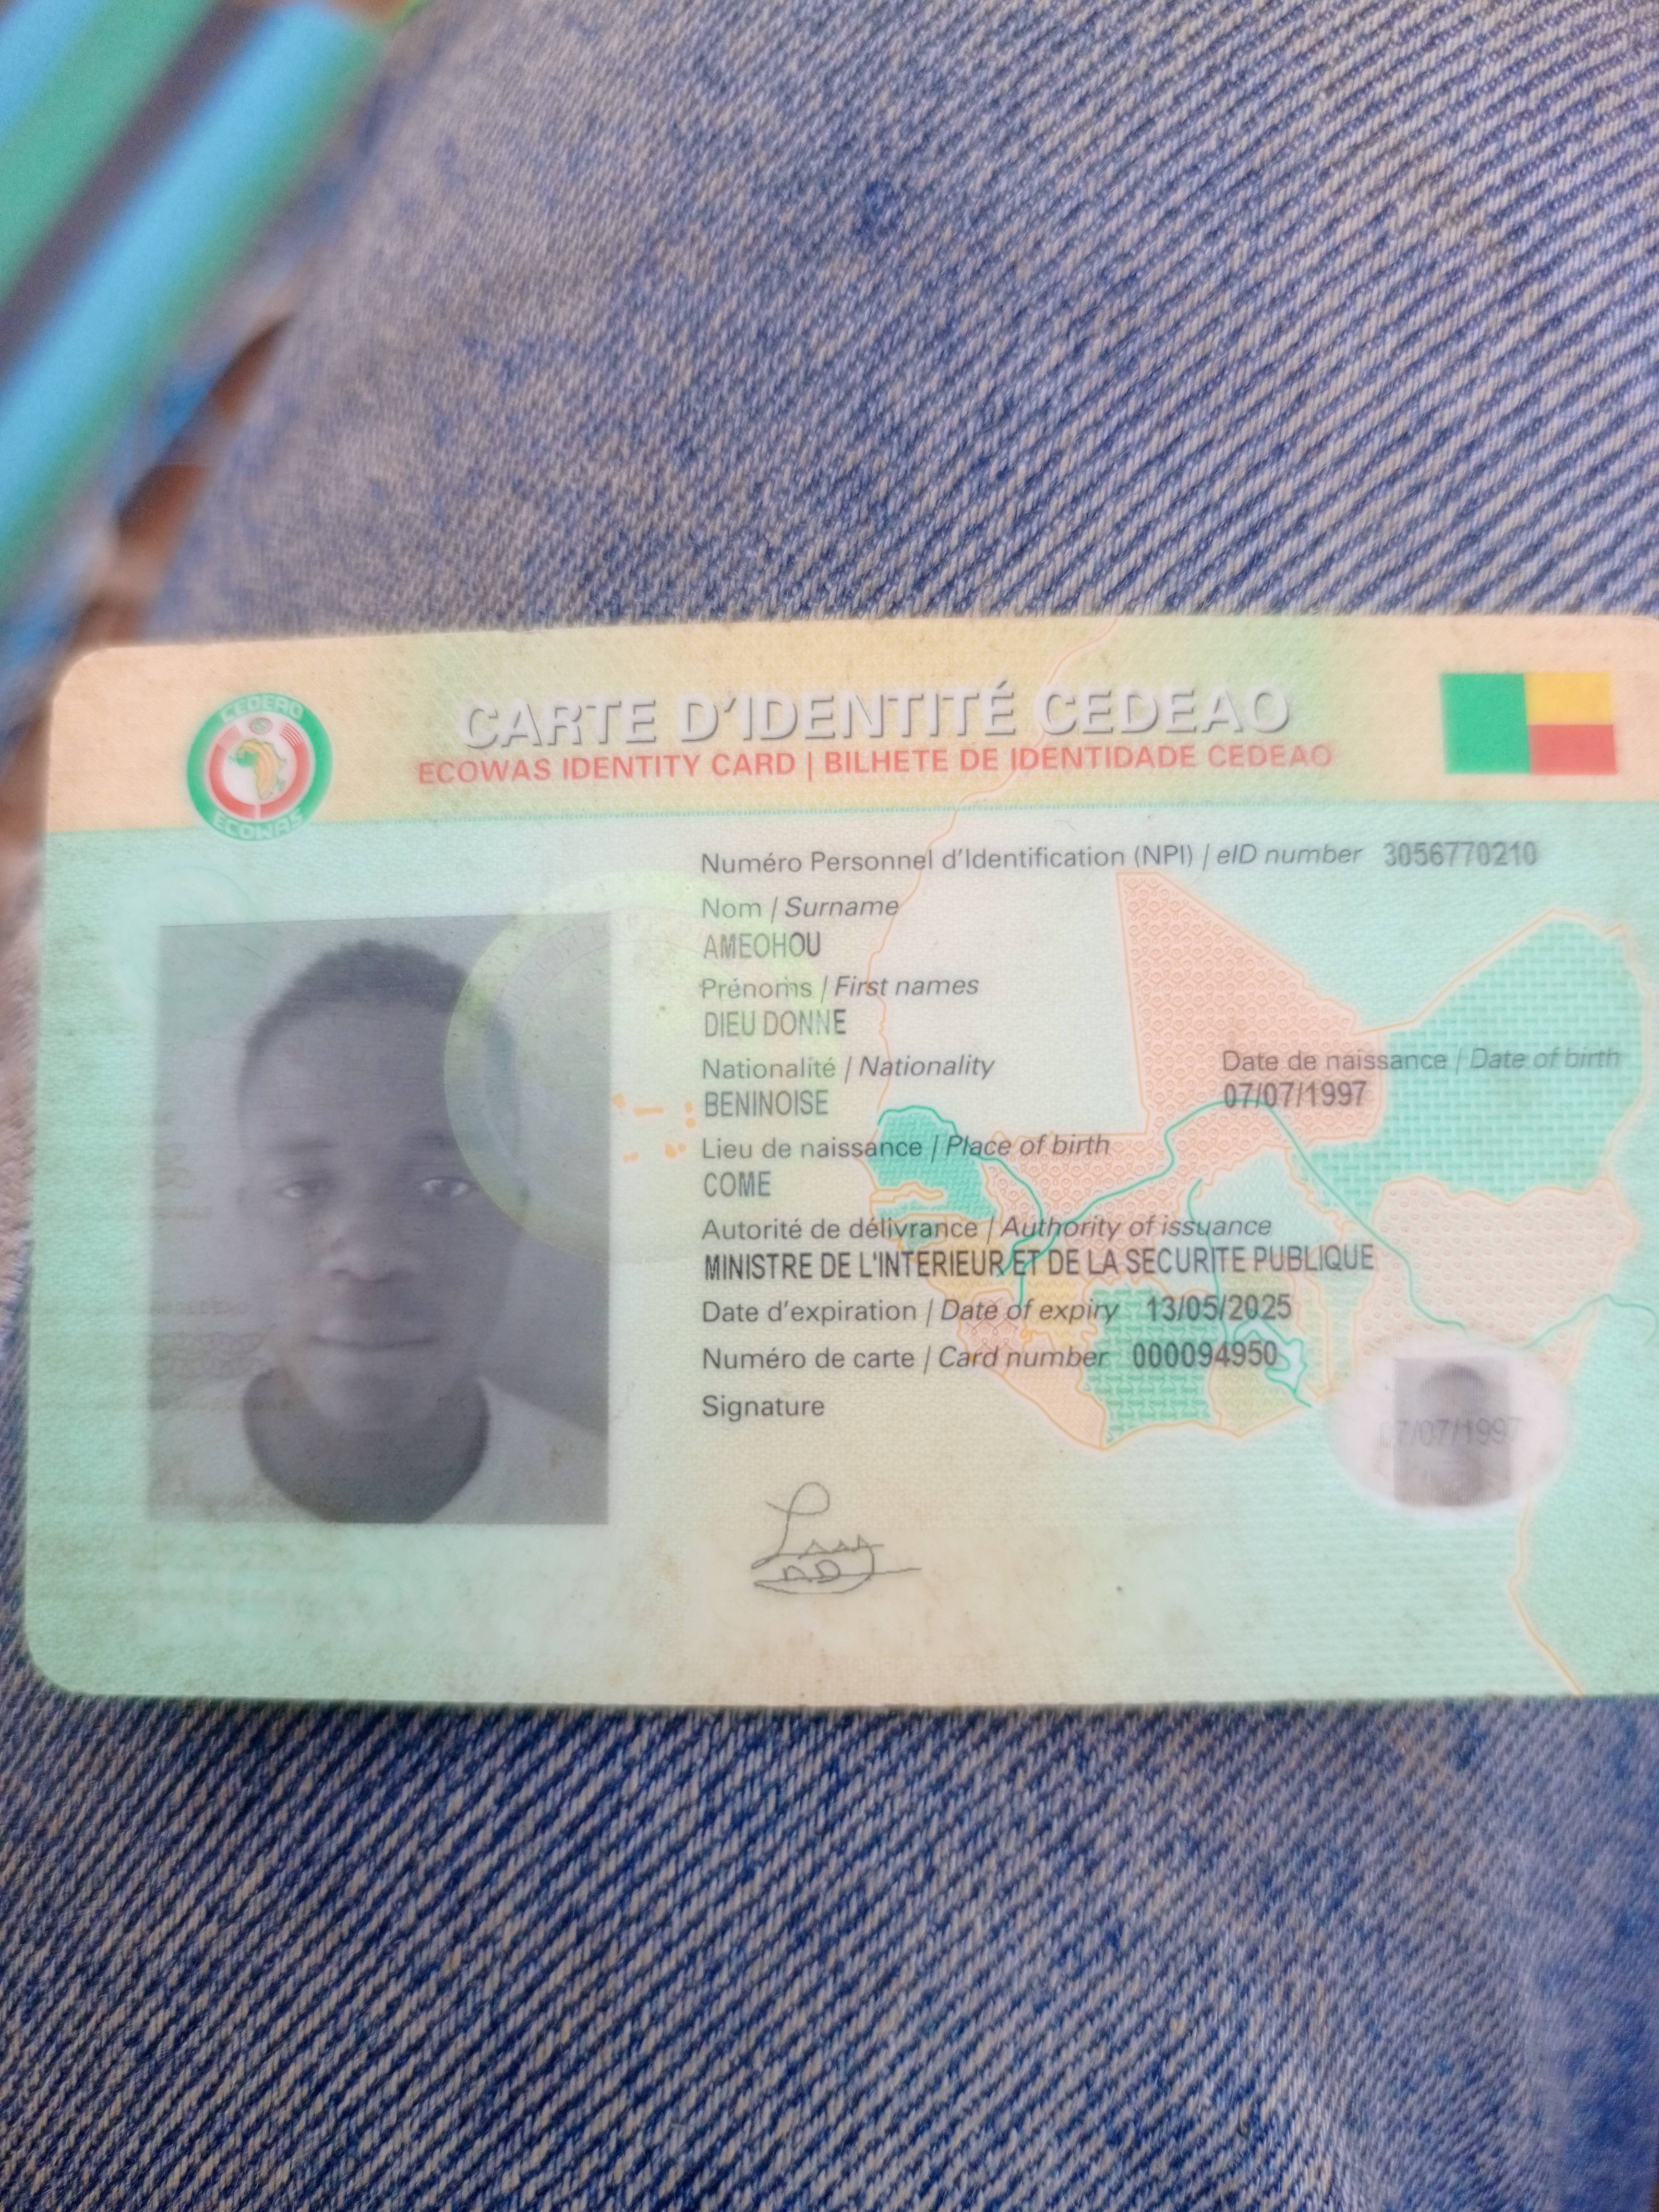 CEDEAO
ECOWAS
CARTE D'IDENTITÉ CEDEAO
ECOWAS IDENTITY CARD | BILHETE DE IDENTIDADE CEDEAO
Numéro Personnel d'Identification (NPI) | eID number 3056770210
Nom | Surname
AMEOHOU
Prénoms | First names
DIEU DONNE
Nationalité | Nationality Date de naissance | Date of birth
BENINOISE 07/07/1997
Lieu de naissance | Place of birth
COME
Autorité de délivrance | Authority of issuance
MINISTRE DE L'INTERIEUR ET DE LA SECURITE PUBLIQUE
Date d'expiration | Date of expiry 13/05/2025
Numéro de carte | Card number 000094950
Signature
07/07/1997